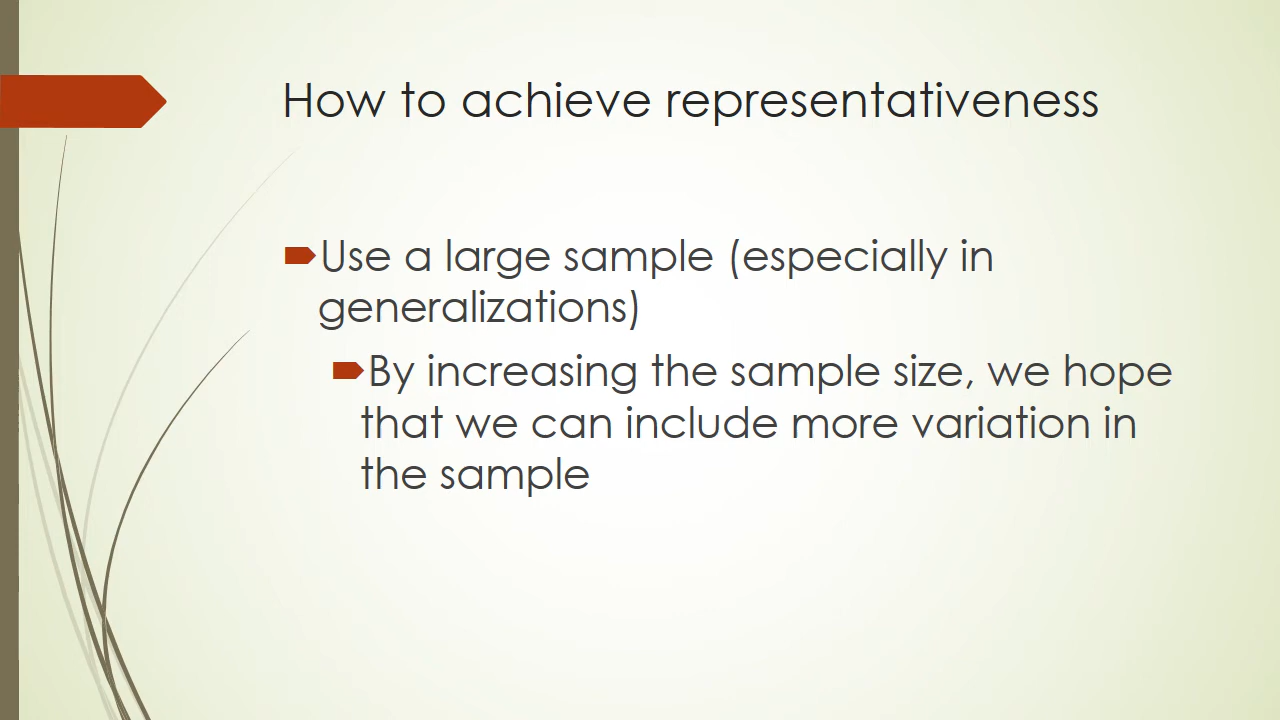 How to achieve representativeness
Use a large sample (especially in
generalizations)
By increasing the sample size, we hope
that we can include more variation in
the sample